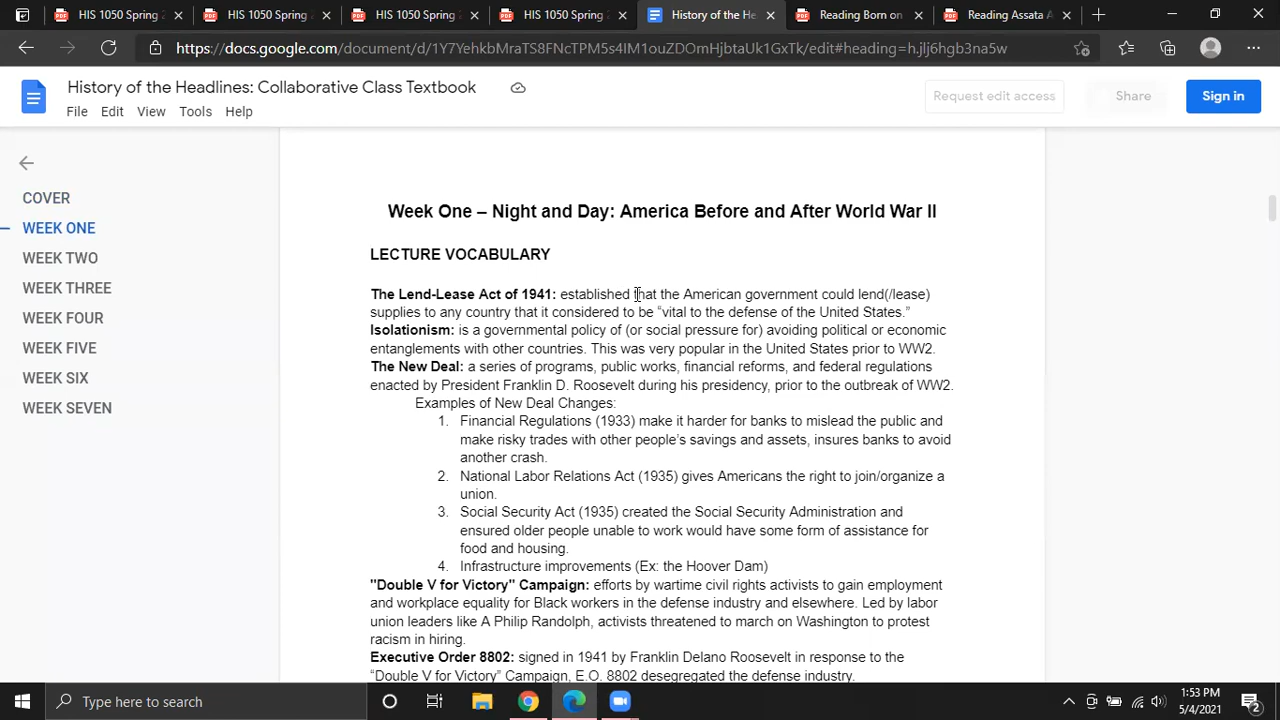 HIS 1050 Spring
HIS 1050 Spring
HIS 1050 Spring
HIS 1050 Spring
History of the He
Reading Born on
Reading Assata A
https://docs.google.com/document/d/1Y7YehkbMraTS8FNcTPM5s4IM1ouZDOmHjbtaUk1GxTk/edit#heading=h.jlj6hgb3na5w
History of the Headlines: Collaborative Class Textbook
Request edit access
Share
Sign in
File Edit View Tools Help
COVER
WEEK ONE
WEEK TWO
WEEK THREE
WEEK FOUR
WEEK FIVE
WEEK SIX
WEEK SEVEN
Week One – Night and Day: America Before and After World War II
LECTURE VOCABULARY
The Lend-Lease Act of 1941: established that the American government could lend(/lease)
supplies to any country that it considered to be “vital to the defense of the United States.”
Isolationism: is a governmental policy of (or social pressure for) avoiding political or economic
entanglements with other countries. This was very popular in the United States prior to WW2.
The New Deal: a series of programs, public works, financial reforms, and federal regulations
enacted by President Franklin D. Roosevelt during his presidency, prior to the outbreak of WW2.
Examples of New Deal Changes:
1. Financial Regulations (1933) make it harder for banks to mislead the public and
make risky trades with other people’s savings and assets, insures banks to avoid
another crash.
2. National Labor Relations Act (1935) gives Americans the right to join/organize a
union.
3. Social Security Act (1935) created the Social Security Administration and
ensured older people unable to work would have some form of assistance for
food and housing.
4. Infrastructure improvements (Ex: the Hoover Dam)
"Double V for Victory" Campaign: efforts by wartime civil rights activists to gain employment
and workplace equality for Black workers in the defense industry and elsewhere. Led by labor
union leaders like A Philip Randolph, activists threatened to march on Washington to protest
racism in hiring.
Executive Order 8802: signed in 1941 by Franklin Delano Roosevelt in response to the
“Double V for Victory” Campaign, E.O. 8802 desegregated the defense industry.
Type here to search
1:53 PM
5/4/2021
2